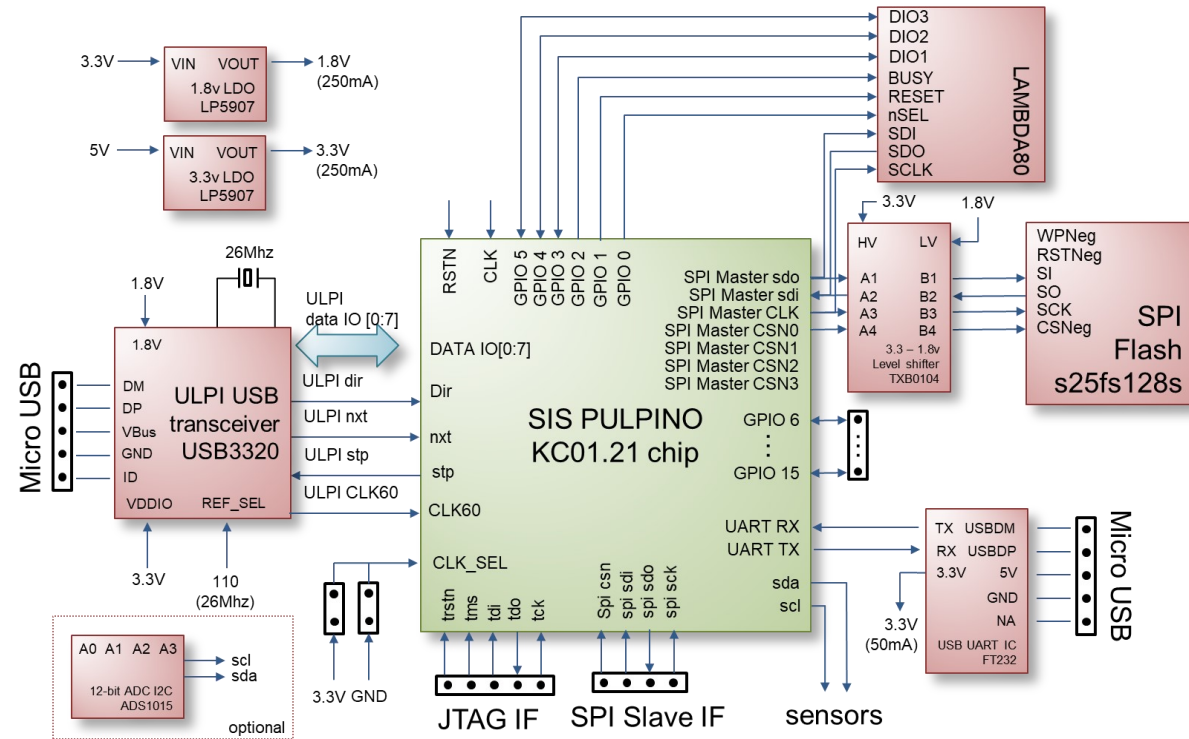 3.3V
VIN VOUT
1.8V
(250mA)
1.8v LDO
LP5907
5V
VIN VOUT
3.3V
(250mA)
3.3v LDO
LP5907
DIO3
DIO2
DIO1
BUSY
RESET
nSEL
SDI
SDO
SCLK
LAMBDA80
26Mhz
1.8V
ULPI
data IO [0:7]
1.8V
ULPI USB
transceiver
USB3320
DM
DP
VBus
GND
ID
VDDIO
REF_SEL
Micro USB
3.3V
110
(26Mhz)
ULPI dir
ULPI nxt
ULPI stp
ULPI CLK60
RSTN
CLK
GPIO 5
GPIO 4
GPIO 3
GPIO 2
GPIO 1
GPIO 0
DATA IO[0:7]
Dir
nxt
stp
CLK60
CLK_SEL
SIS PULPINO
KC01.21 chip
SPI Master sdo
SPI Master sdi
SPI Master CLK
SPI Master CSN0
SPI Master CSN1
SPI Master CSN2
SPI Master CSN3
GPIO 6
GPIO 15
UART RX
UART TX
sda
scl
trstn
tms
tdi
tdo
tck
Spi csn
spi sdi
spi sdo
spi sck
3.3V
1.8V
HV
LV
A1
B1
A2
B2
A3
B3
A4
B4
3.3 – 1.8v
Level shifter
TXB0104
WPNeg
RSTNeg
SI
SO
SCK
CSNeg
SPI
Flash
s25fs128s
TX USBDM
RX USBDP
3.3V
5V
GND
NA
USB UART IC
FT232
3.3V
(50mA)
Micro USB
3.3V GND
JTAG IF
SPI Slave IF
sensors
A0 A1 A2 A3
scl
sda
12-bit ADC I2C
ADS1015
optional